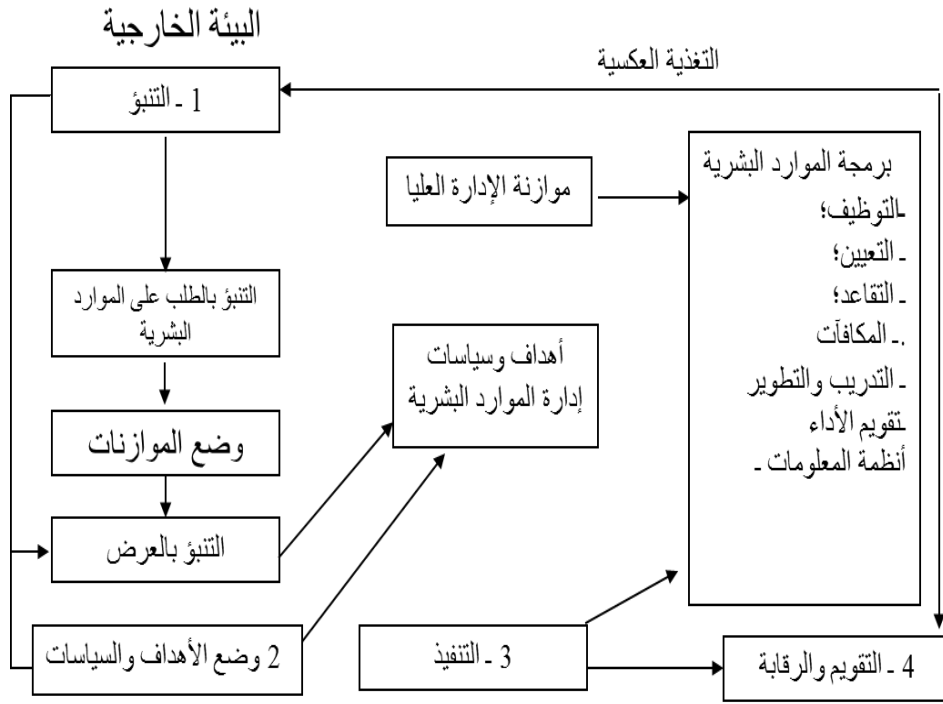 البيئة الخارجية
التغذية العكسية
1 ـ التنبؤ
موازنة الإدارة العليا
برمجة الموارد البشرية
ـالتوظيف؛
ـ التعيين؛
ـ التقاعد؛
.ـ المكافآت
ـ التدريب والتطوير
ـتقويم الأداء
أنظمة المعلومات ـ
التنبؤ بالطلب على الموارد
البشرية
أهداف وسياسات
إدارة الموارد البشرية
وضع الموازنات
التنبؤ بالعرض
2 وضع الأهداف والسياسات
3 ـ التنفيذ
4 ـ التقويم والرقابة